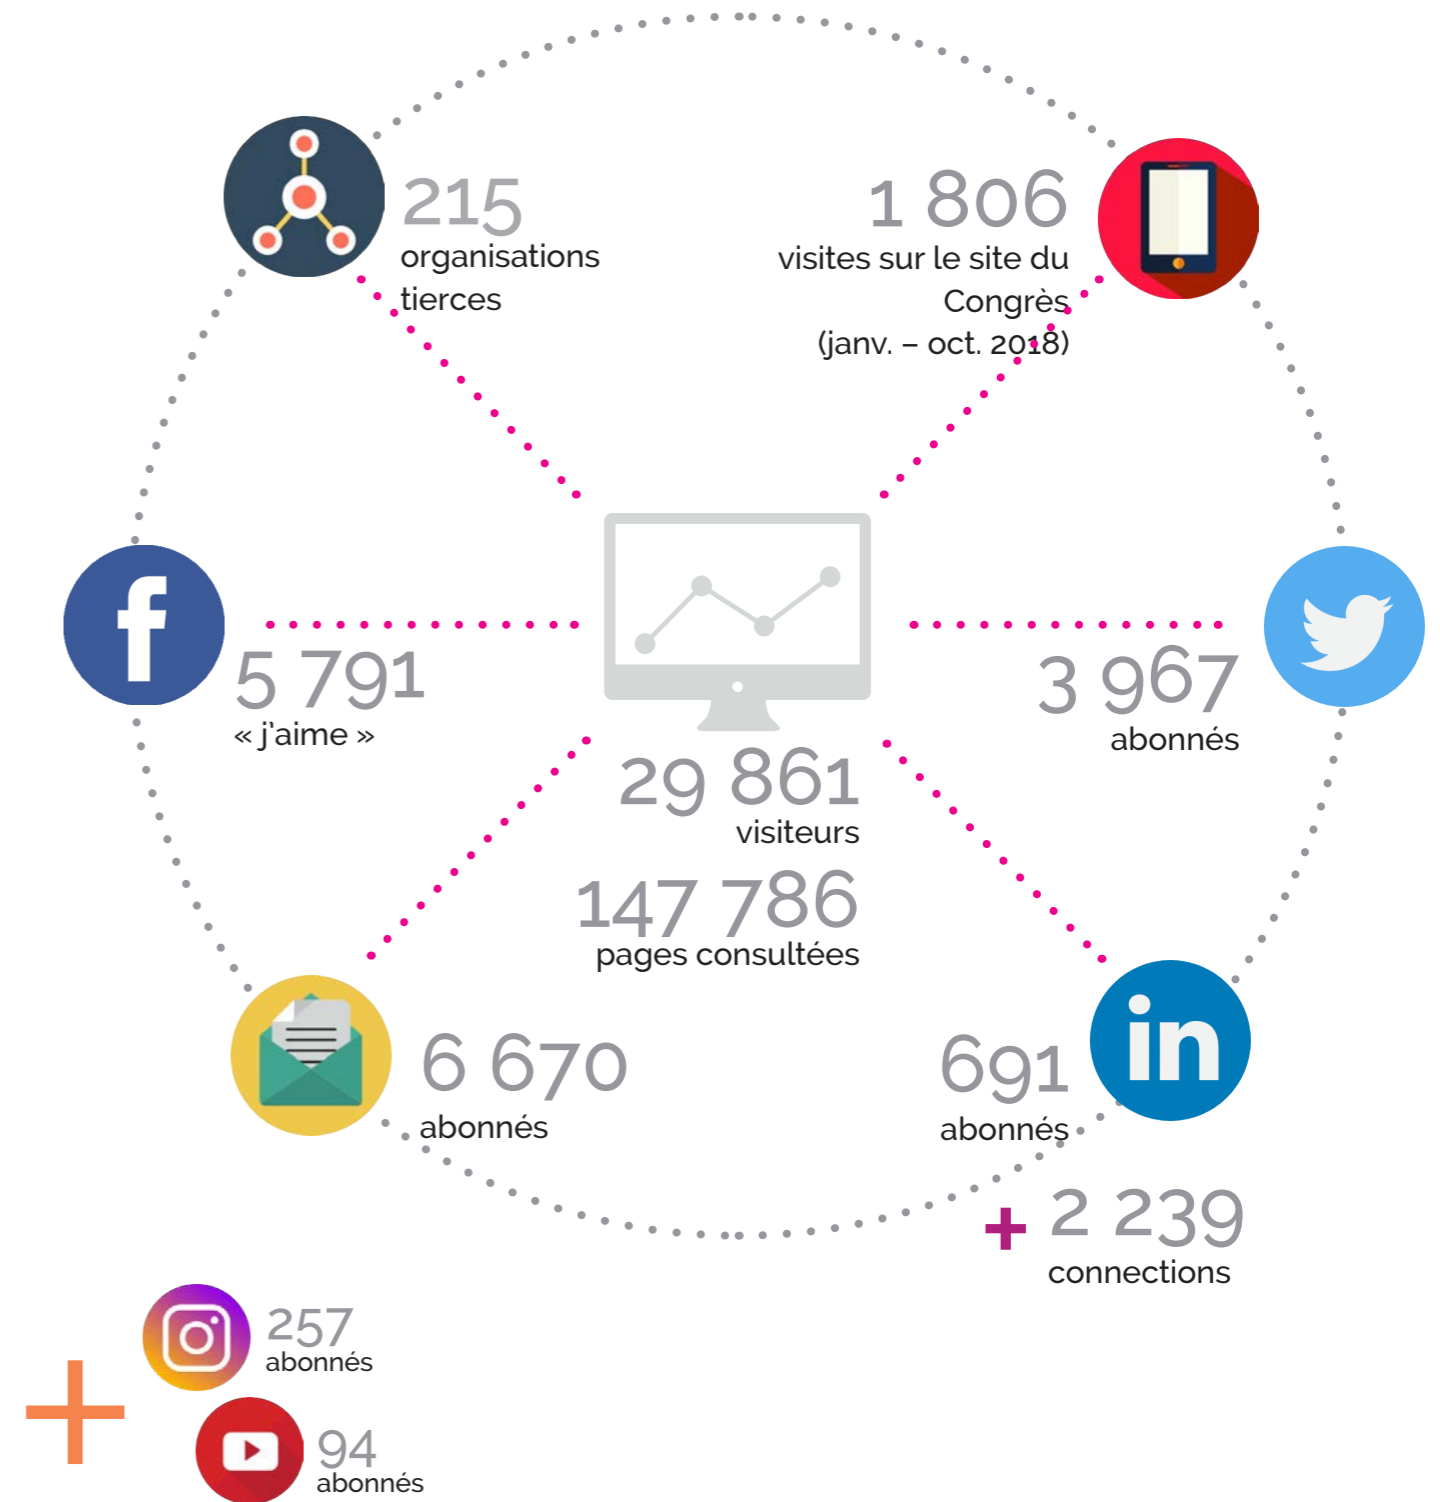 215
organisations
tierces
1 806
visites sur le site du
Congrès
(janv. – oct. 2018)
f
5 791
« j’aime »
3 967
abonnés
29 861
visiteurs
147 786
pages consultées
6 670
abonnés
in
691
abonnés
+ 2 239
connections
+
257
abonnés
94
abonnés